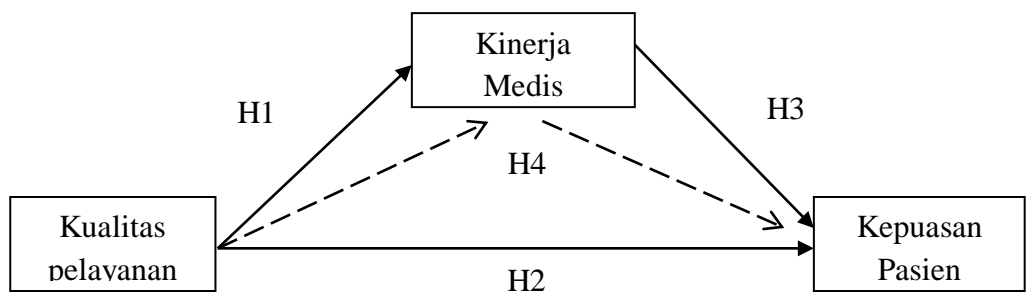 Kinerja
Medis
H1
H3
H4
Kualitas
pelayanan
Kepuasan
Pasien
H2